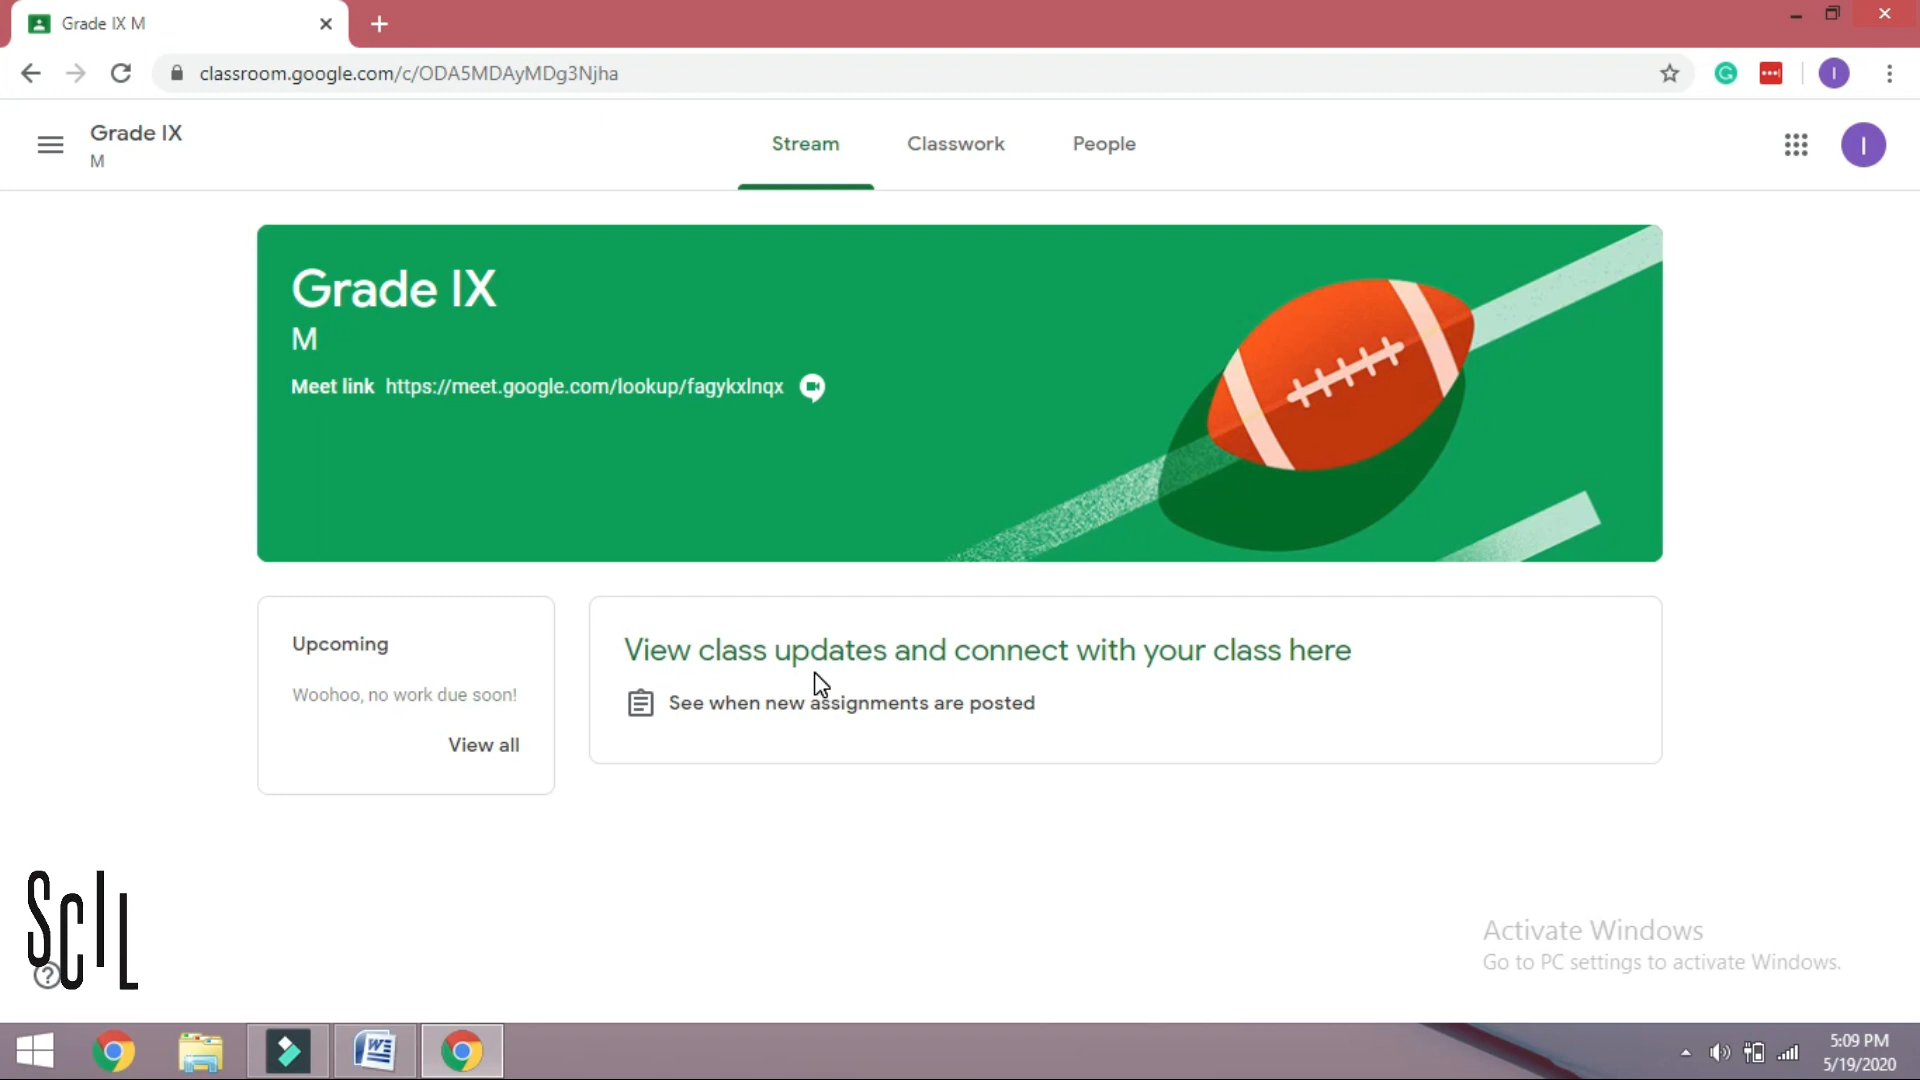 Grade IX M
classroom.google.com/c/ODA5MDAyMDg3Njha
I
Grade IX
M
Stream
Classwork
People
I
Grade IX
M
Meet link https://meet.google.com/lookup/fagykxlnqx
Upcoming
Woohoo, no work due soon!
View all
View class updates and connect with your class here
See when new assignments are posted
SCIL
Activate Windows
Go to PC settings to activate Windows.
5:09 PM
5/19/2020